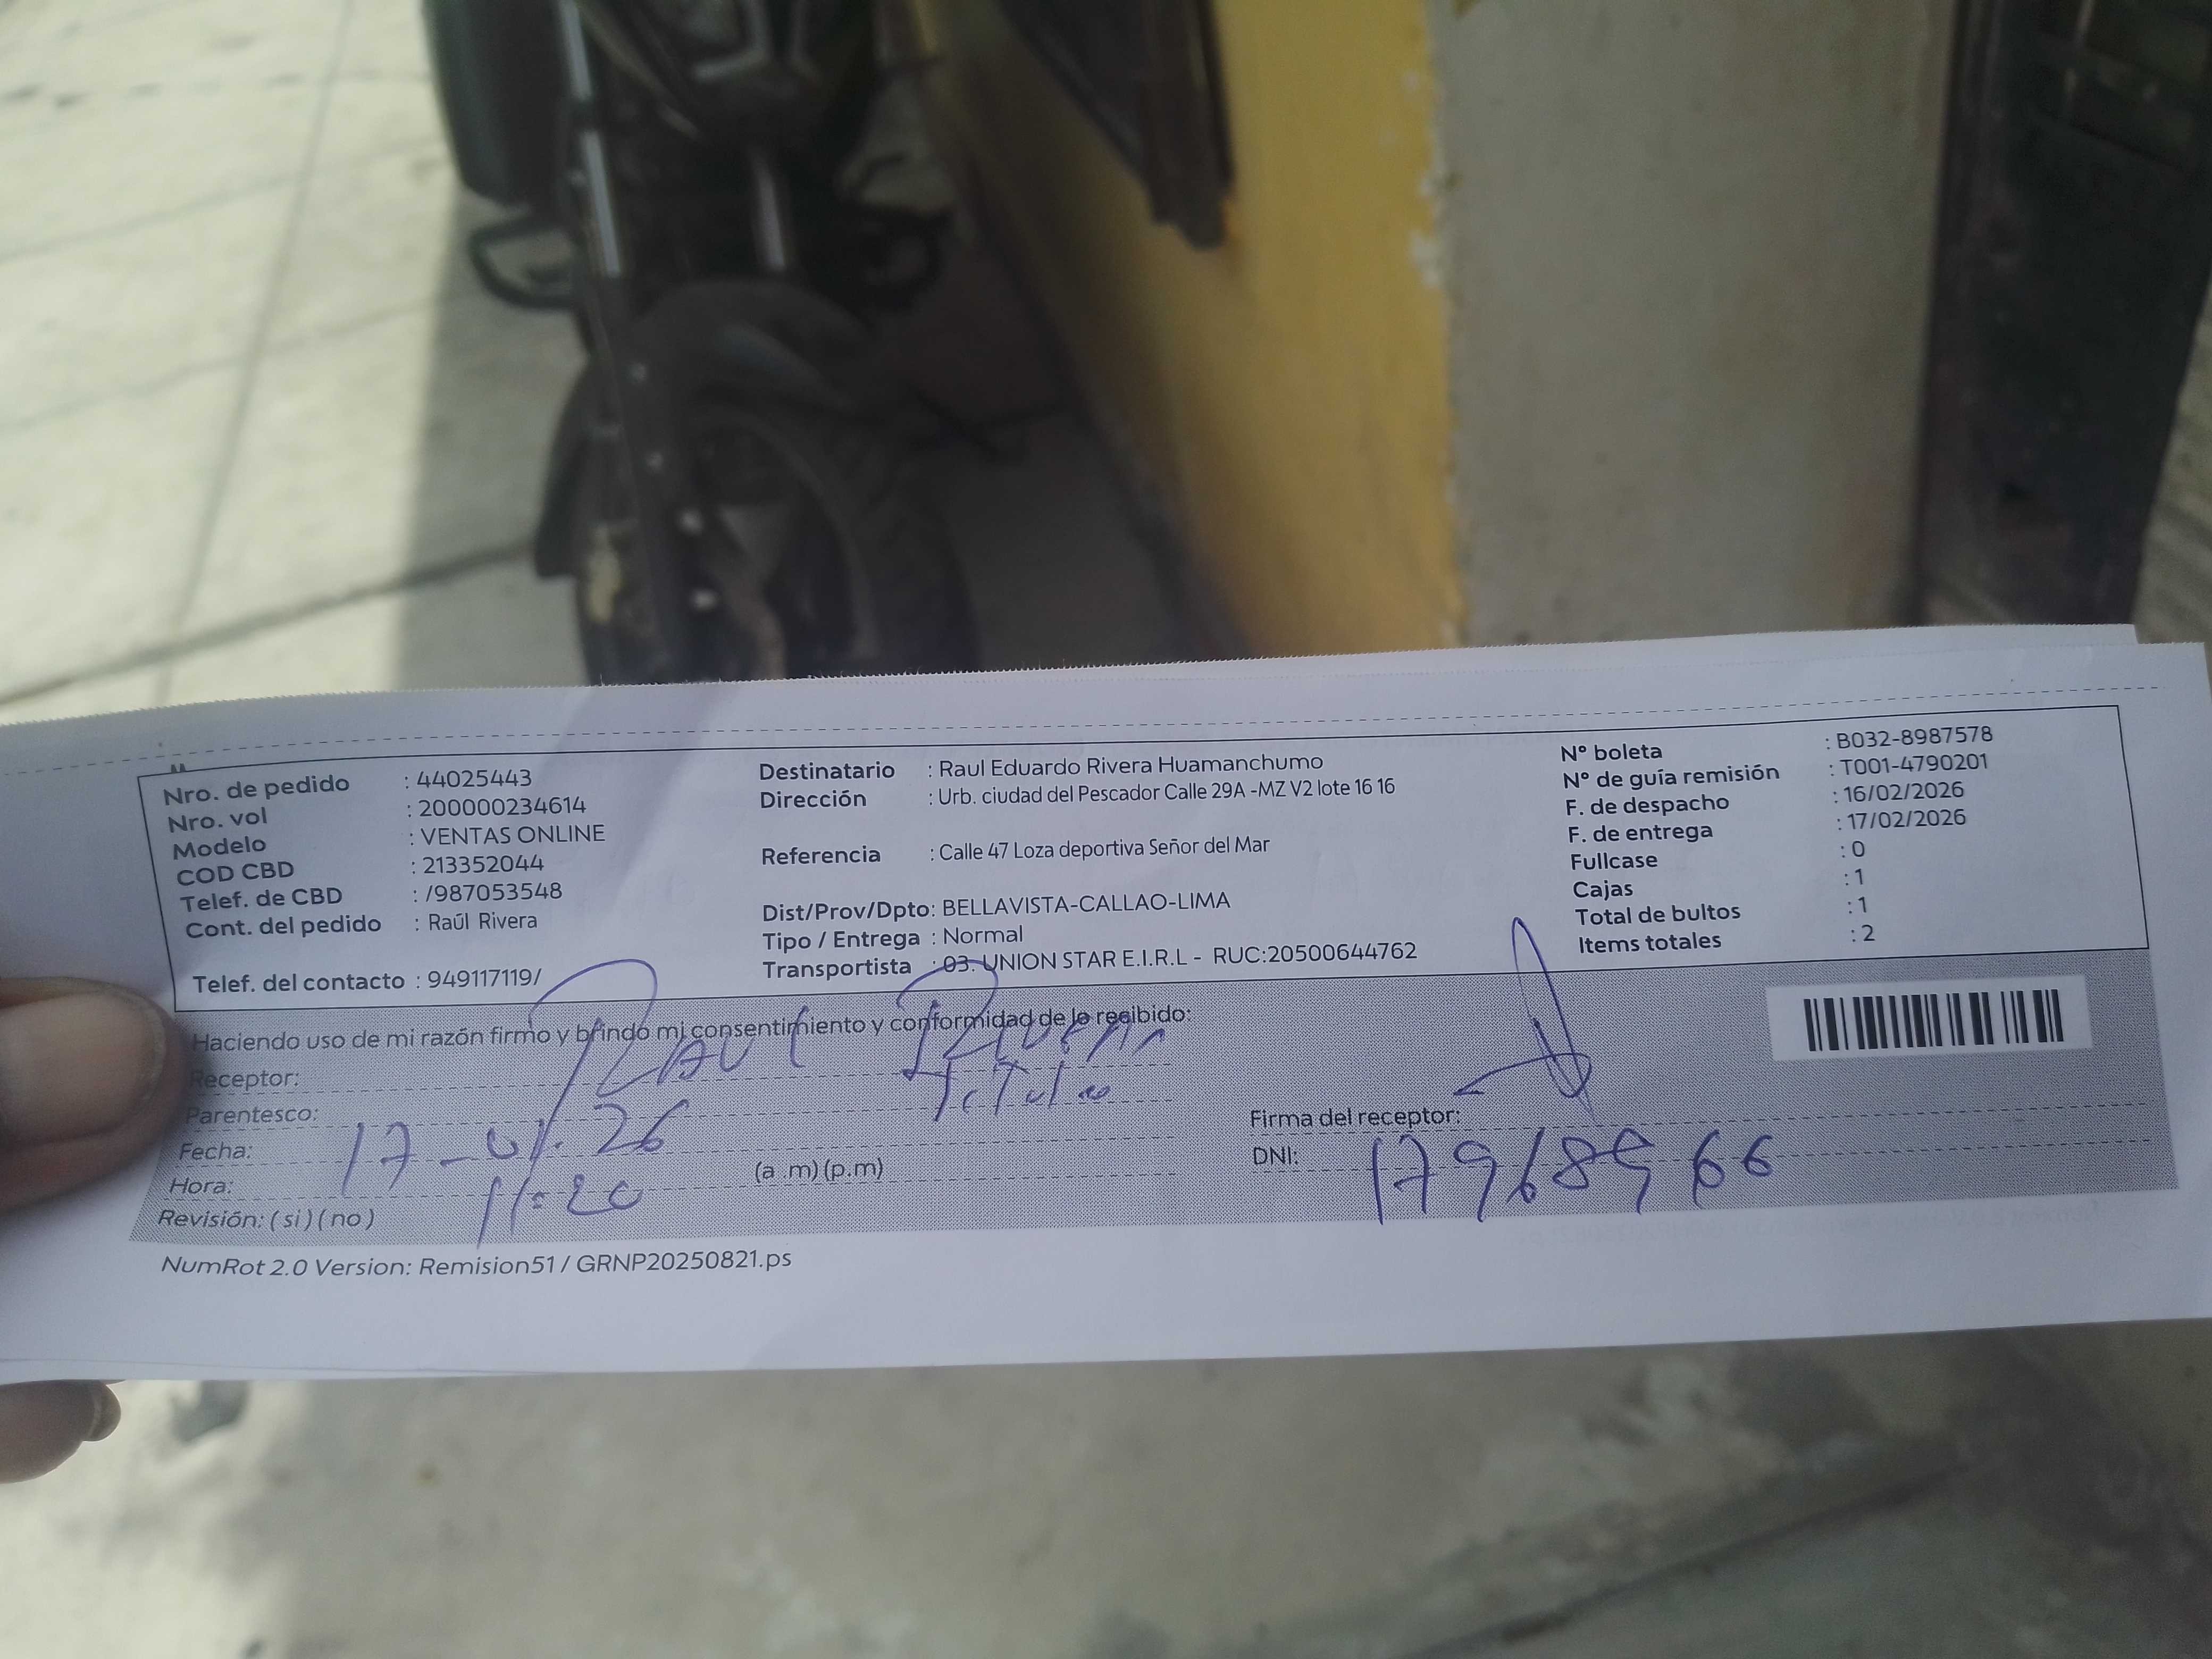 Nro. de pedido : 44025443
Nro. vol : 200000234614
Modelo : VENTAS ONLINE
COD CBD : 213352044
Telef. de CBD : /987053548
Cont. del pedido : Raúl Rivera
Telef. del contacto : 949117119/
Destinatario : Raul Eduardo Rivera Huamanchumo
Dirección : Urb. ciudad del Pescador Calle 29A -MZ V2 lote 16 16
Referencia : Calle 47 Loza deportiva Señor del Mar
Dist/Prov/Dpto: BELLAVISTA-CALLAO-LIMA
Tipo / Entrega : Normal
Transportista : 03. UNION STAR E.I.R.L - RUC:20500644762
N° boleta : B032-8987578
N° de guía remisión : T001-4790201
F. de despacho : 16/02/2026
F. de entrega : 17/02/2026
Fullcase : 0
Cajas : 1
Total de bultos : 1
Items totales : 2
Haciendo uso de mi razón firmo y brindo mi consentimiento y conformidad de lo recibido:
Receptor: Raul Rivera
Parentesco:
Fecha: 17
Hora: 11:20 (a .m) (p.m)
Revisión: ( si ) ( no )
Firma del receptor:
DNI: 17968966
NumRot 2.0 Version: Remision51 / GRNP20250821.ps